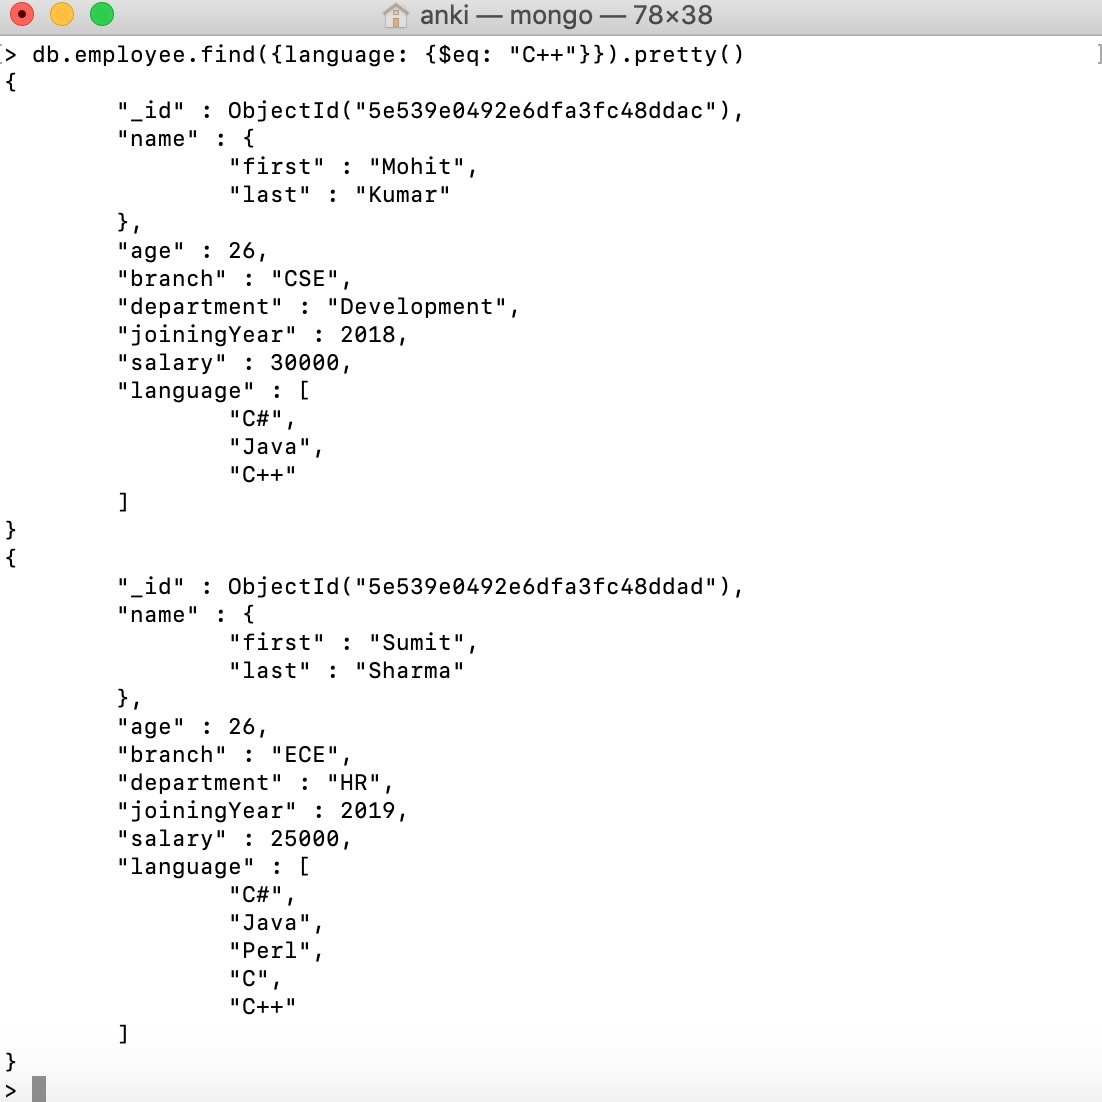 anki — mongo — 78×38
> db.employee.find({language: {$eq: "C++"}}).pretty()
{
        "_id" : ObjectId("5e539e0492e6dfa3fc48ddac"),
        "name" : {
                "first" : "Mohit",
                "last" : "Kumar"
        },
        "age" : 26,
        "branch" : "CSE",
        "department" : "Development",
        "joiningYear" : 2018,
        "salary" : 30000,
        "language" : [
                "C#",
                "Java",
                "C++"
        ]
}
{
        "_id" : ObjectId("5e539e0492e6dfa3fc48ddad"),
        "name" : {
                "first" : "Sumit",
                "last" : "Sharma"
        },
        "age" : 26,
        "branch" : "ECE",
        "department" : "HR",
        "joiningYear" : 2019,
        "salary" : 25000,
        "language" : [
                "C#",
                "Java",
                "Perl",
                "C",
                "C++"
        ]
}
>